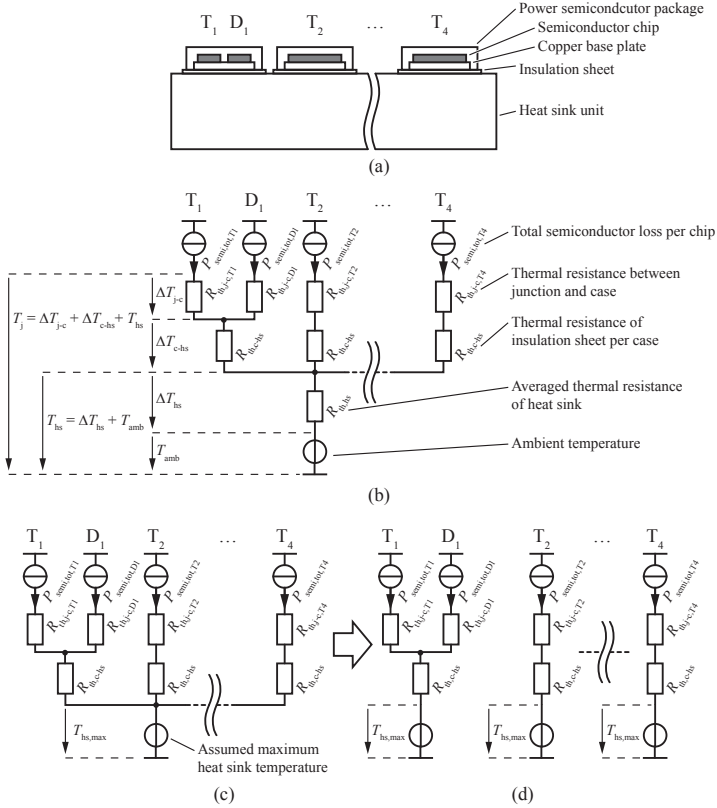 T1 D1 T2 … T4
Power semicondcutor package
Semiconductor chip
Copper base plate
Insulation sheet
Heat sink unit
(a)
T1 D1 T2 … T4
Psemi,tot,T1 Psemi,tot,D1 Psemi,tot,T2 Psemi,tot,T4
Total semiconductor loss per chip
Rth,j-c,T1 Rth,j-c,D1 Rth,j-c,T2 Rth,j-c,T4
Thermal resistance between
junction and case
ΔTj-c
Tj = ΔTj-c + ΔTc-hs + Ths
ΔTc-hs
Rth,c-hs Rth,c-hs Rth,c-hs
Thermal resistance of
insulation sheet per case
ΔThs
Rth,hs
Averaged thermal resistance
of heat sink
Ths = ΔThs + Tamb
Tamb
Ambient temperature
(b)
T1 D1 T2 … T4
Psemi,tot,T1 Psemi,tot,D1 Psemi,tot,T2 Psemi,tot,T4
Rth,j-c,T1 Rth,j-c,D1 Rth,j-c,T2 Rth,j-c,T4
Rth,c-hs Rth,c-hs Rth,c-hs
Ths,max
Assumed maximum
heat sink temperature
(c)
T1 D1 T2 … T4
Psemi,tot,T1 Psemi,tot,D1 Psemi,tot,T2 Psemi,tot,T4
Rth,j-c,T1 Rth,j-c,D1 Rth,j-c,T2 Rth,j-c,T4
Rth,c-hs Rth,c-hs Rth,c-hs
Ths,max Ths,max Ths,max
(d)